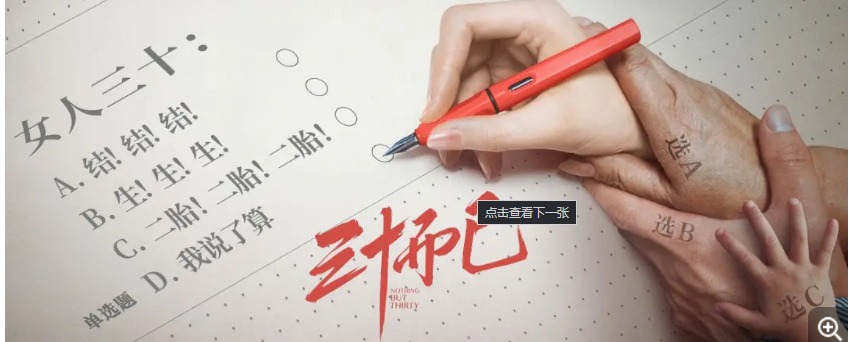 女人三十：
A. 结! 结! 结!
B. 生! 生! 生!
C. 二胎! 二胎! 二胎!
D. 我说了算
单选题
选A
选B
选C
三十而已
NOTHING
BUT
THIRTY
点击查看下一张